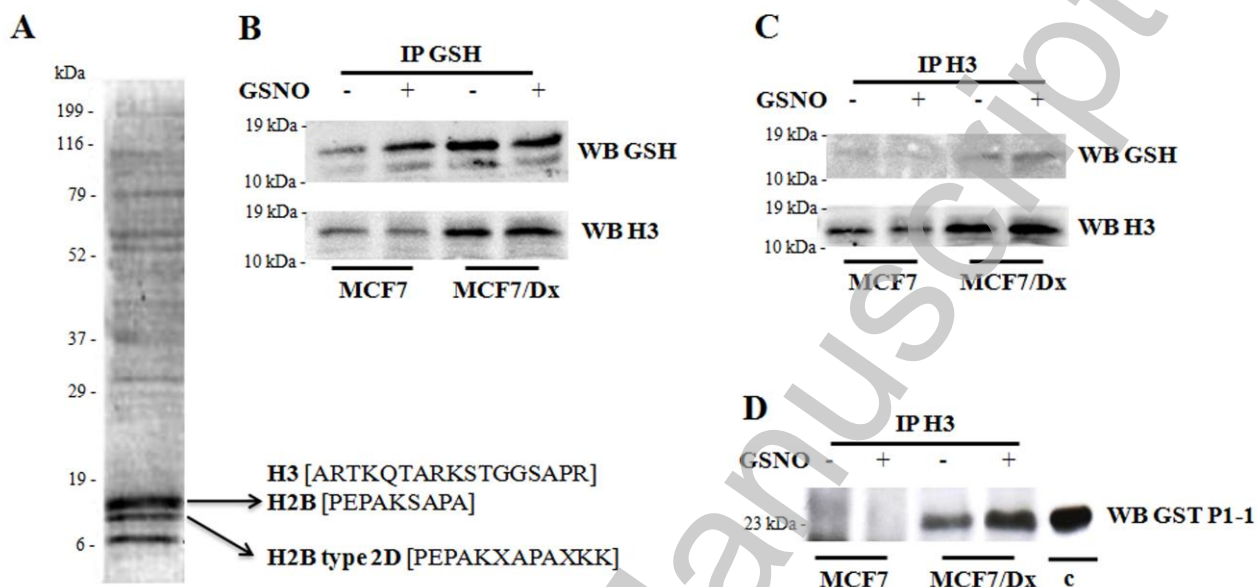 A
kDa
199 -
116 -
79 -
52 -
37 -
29 -
19 -
6 -
H3 [ARTKQTARKSTGGSAPR]
H2B [PEPAKSAPA]
H2B type 2D [PEPAKXAPAXKK]
B
IP GSH
GSNO - + - +
19 kDa -
WB GSH
10 kDa -
19 kDa -
WB H3
10 kDa -
MCF7 MCF7/Dx
C
IP H3
GSNO - + - +
19 kDa -
WB GSH
10 kDa -
19 kDa -
WB H3
10 kDa -
MCF7 MCF7/Dx
D
IP H3
GSNO - + - +
23 kDa -
WB GST P1-1
MCF7 MCF7/Dx c
anuscript